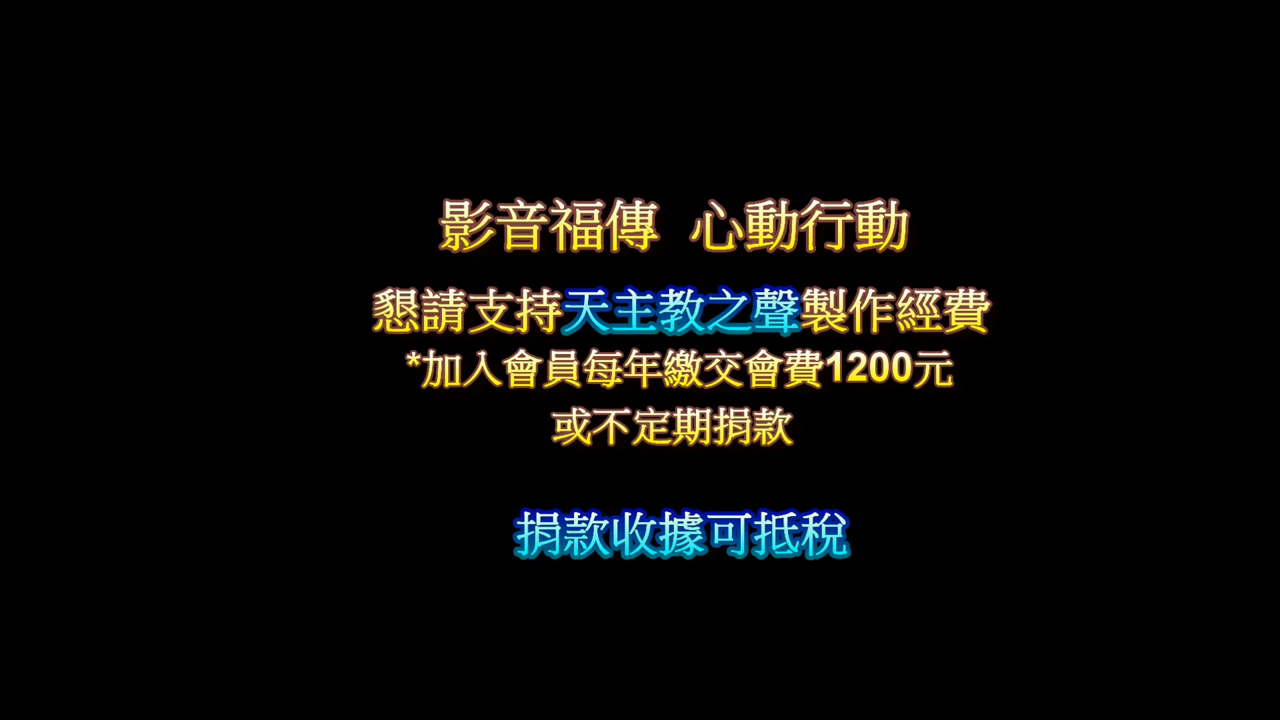 影音福傳 心動行動
懇請支持天主教之聲製作經費
*加入會員每年繳交會費1200元
或不定期捐款
捐款收據可抵稅